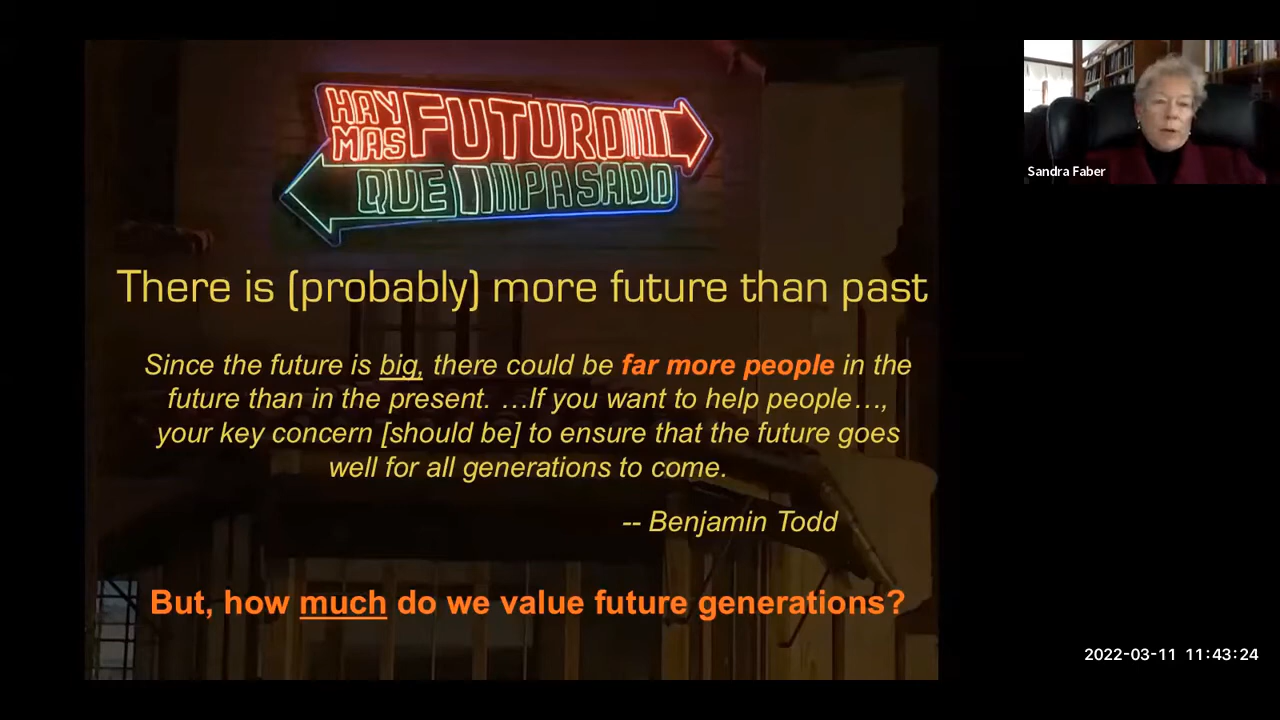 HAY
MAS FUTURO
QUE PASADO
There is (probably) more future than past
Since the future is big, there could be far more people in the
future than in the present. …If you want to help people…,
your key concern [should be] to ensure that the future goes
well for all generations to come.
-- Benjamin Todd
But, how much do we value future generations?
Sandra Faber
2022-03-11 11:43:24